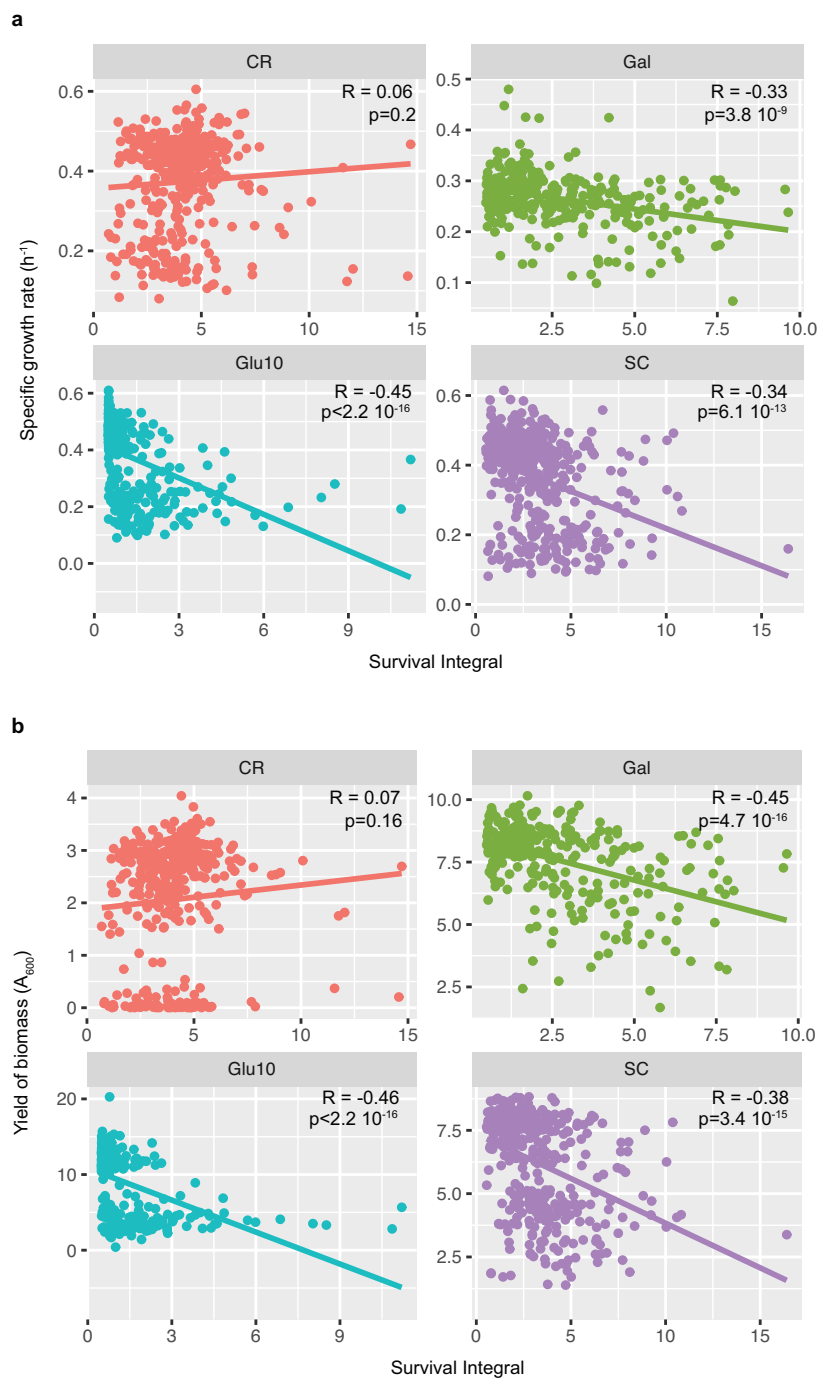 a
CR
R = 0.06
p=0.2
0.6
0.4
0.2
0
5
10
15
Gal
R = -0.33
p=3.8 10⁻⁹
0.5
0.4
0.3
0.2
0.1
2.5
5.0
7.5
10.0
Specific growth rate (h⁻¹)
Glu10
R = -0.45
p<2.2 10⁻¹⁶
0.6
0.4
0.2
0.0
0
3
6
9
SC
R = -0.34
p=6.1 10⁻¹³
0.6
0.4
0.2
0.0
0
5
10
15
Survival Integral
b
CR
R = 0.07
p=0.16
4
3
2
1
0
0
5
10
15
Gal
R = -0.45
p=4.7 10⁻¹⁶
10.0
7.5
5.0
2.5
2.5
5.0
7.5
10.0
Yield of biomass (A₆₀₀)
Glu10
R = -0.46
p<2.2 10⁻¹⁶
20
10
0
0
3
6
9
SC
R = -0.38
p=3.4 10⁻¹⁵
7.5
5.0
2.5
0
5
10
15
Survival Integral